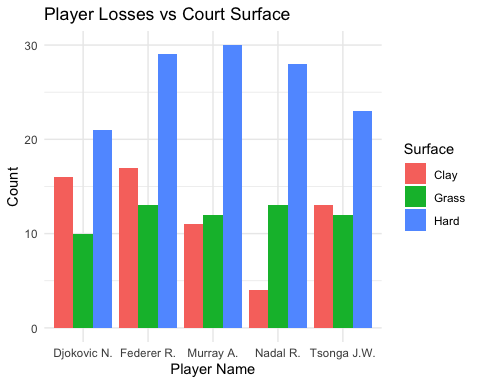 Player Losses vs Court Surface
Count
30
20
10
0
Djokovic N. Federer R. Murray A. Nadal R. Tsonga J.W.
Player Name
Surface
Clay
Grass
Hard